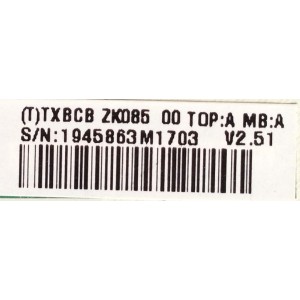 (T)TXBCB ZK085 00 TOP:A MB:A
S/N:1945863M1703 V2.51